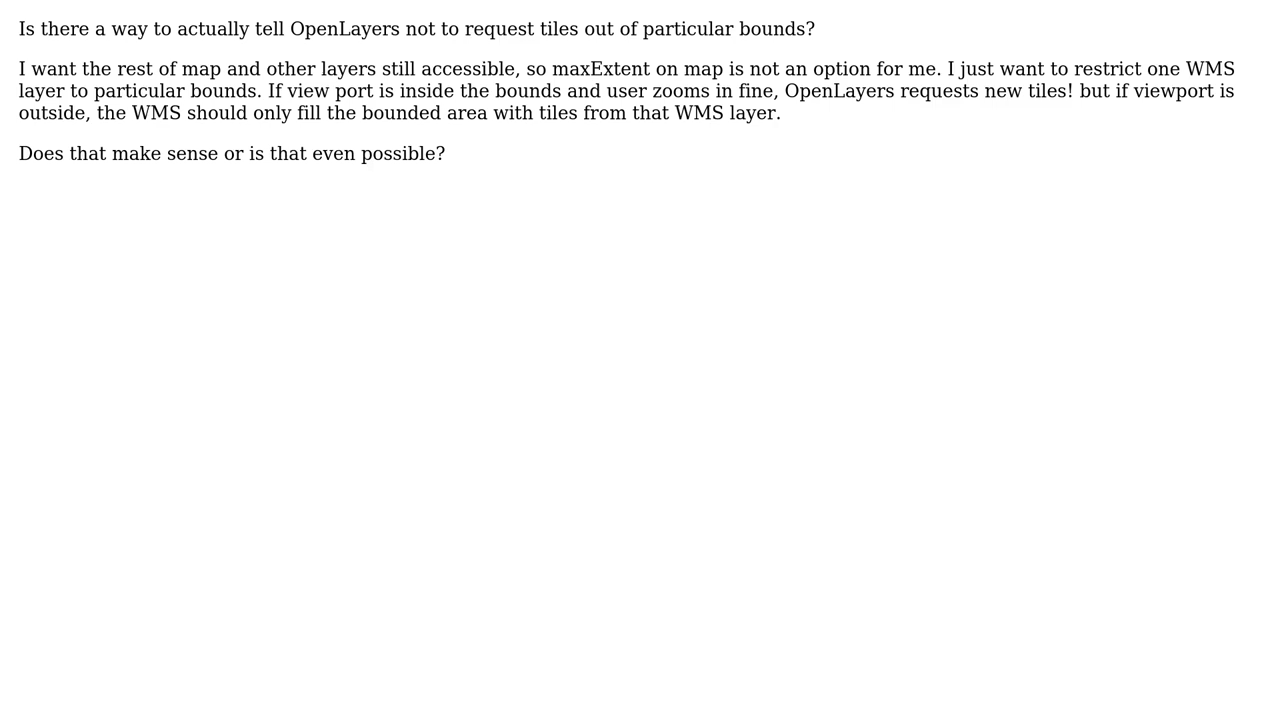 Is there a way to actually tell OpenLayers not to request tiles out of particular bounds?
I want the rest of map and other layers still accessible, so maxExtent on map is not an option for me. I just want to restrict one WMS
layer to particular bounds. If view port is inside the bounds and user zooms in fine, OpenLayers requests new tiles! but if viewport is
outside, the WMS should only fill the bounded area with tiles from that WMS layer.
Does that make sense or is that even possible?